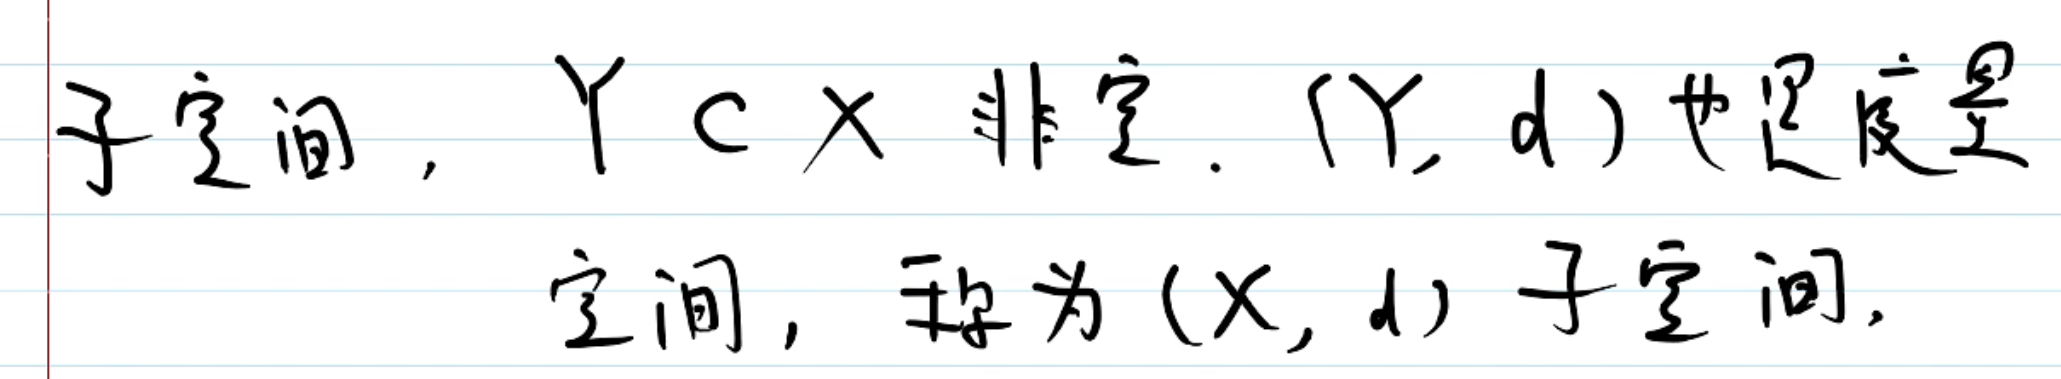 子空间, Y ⊂ X 非空. (Y, d) 也是度量
空间, 称为 (X, d) 子空间.